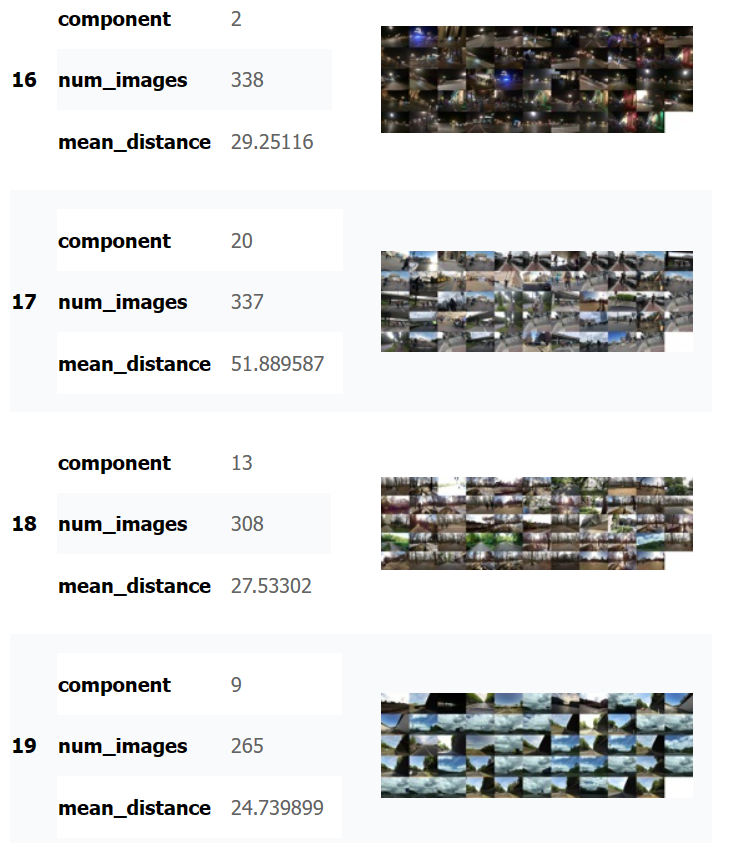 component 2
16 num_images 338
mean_distance 29.25116
component 20
17 num_images 337
mean_distance 51.889587
component 13
18 num_images 308
mean_distance 27.53302
component 9
19 num_images 265
mean_distance 24.739899